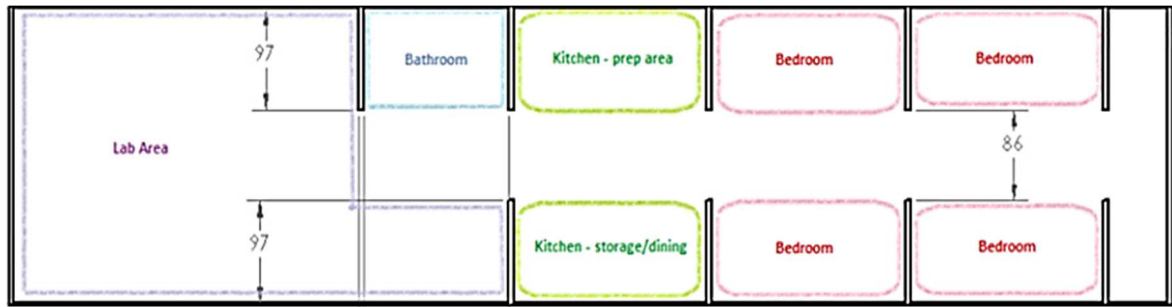 97
Bathroom
Kitchen - prep area
Bedroom
Bedroom
Lab Area
86
97
Kitchen - storage/dining
Bedroom
Bedroom